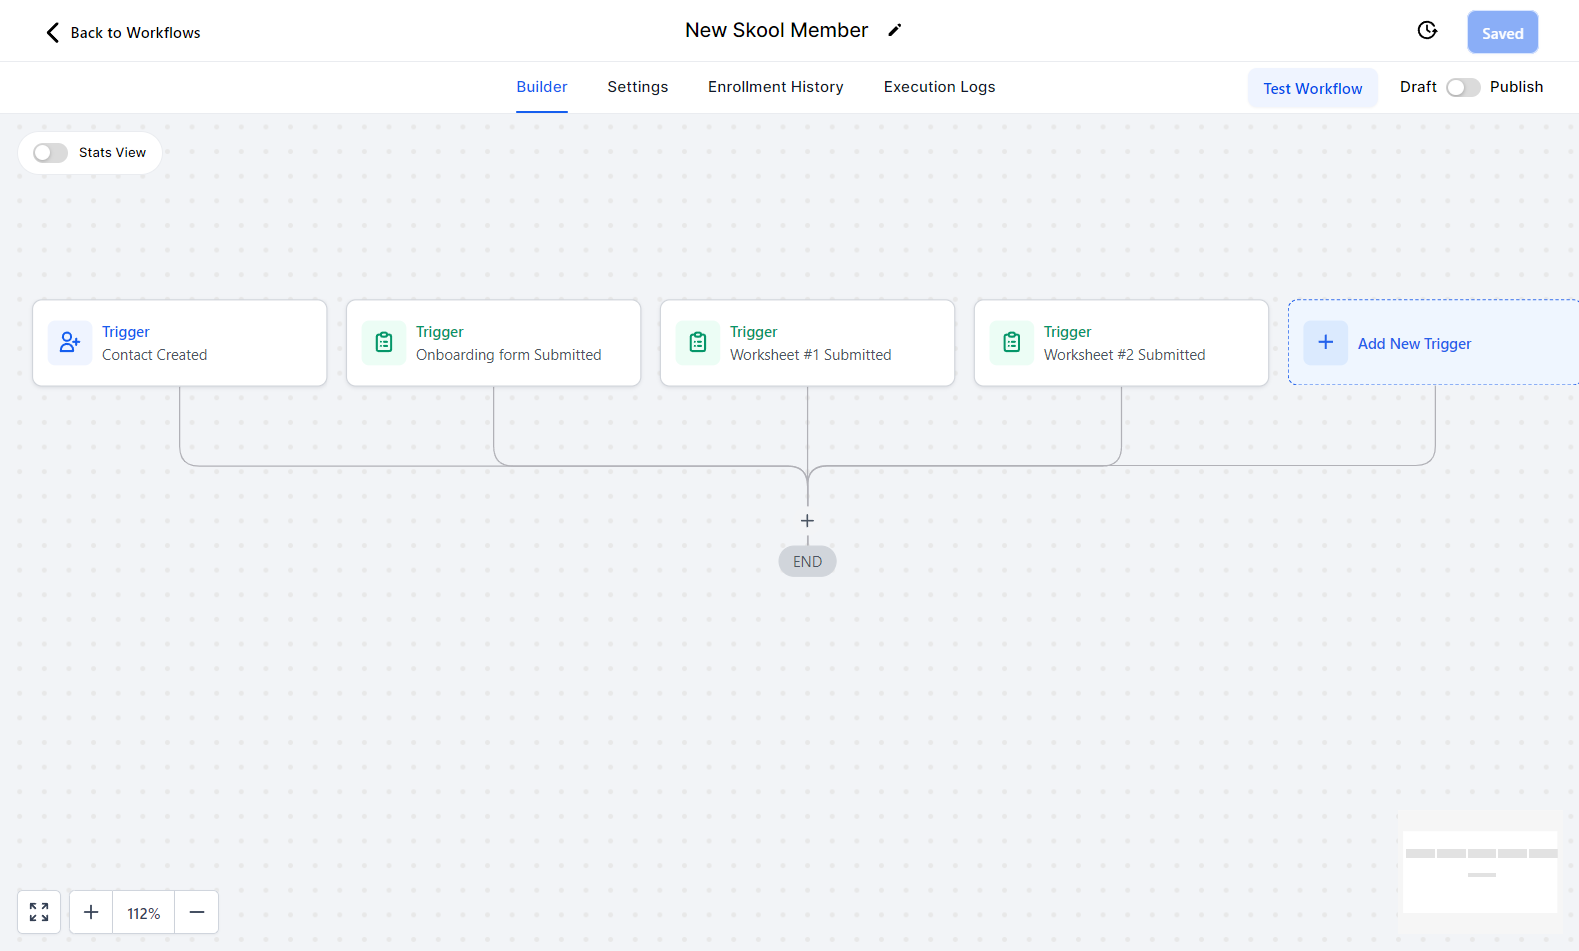 Back to Workflows
New Skool Member
Saved
Builder
Settings
Enrollment History
Execution Logs
Test Workflow
Draft
Publish
Stats View
Trigger
Contact Created
Trigger
Onboarding form Submitted
Trigger
Worksheet #1 Submitted
Trigger
Worksheet #2 Submitted
Add New Trigger
END
112%